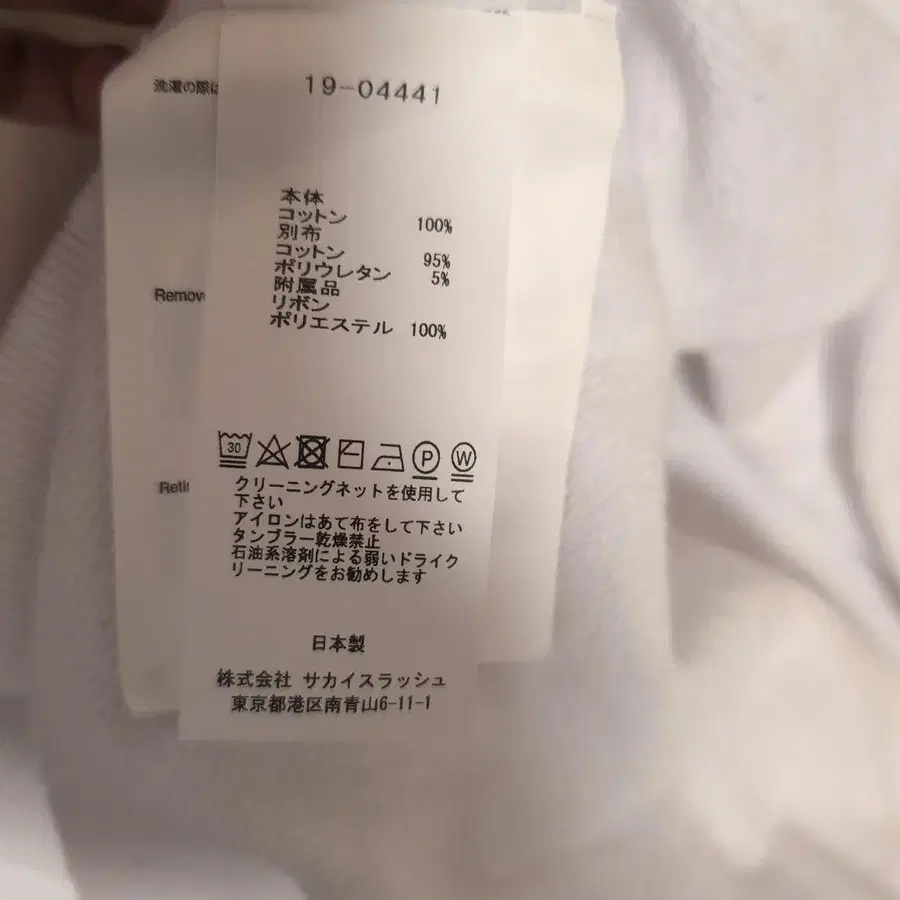 洗濯の際に
19-04441
本体
コットン 100%
別布
コットン 95%
ポリウレタン 5%
附属品
リボン
ポリエステル 100%
Remov
30
P
W
Retir
クリーニングネットを使用して
下さい
アイロンはあて布をして下さい
タンブラー乾燥禁止
石油系溶剤による弱いドライク
リーニングをお勧めします
日本製
株式会社 サカイスラッシュ
東京都港区南青山6-11-1